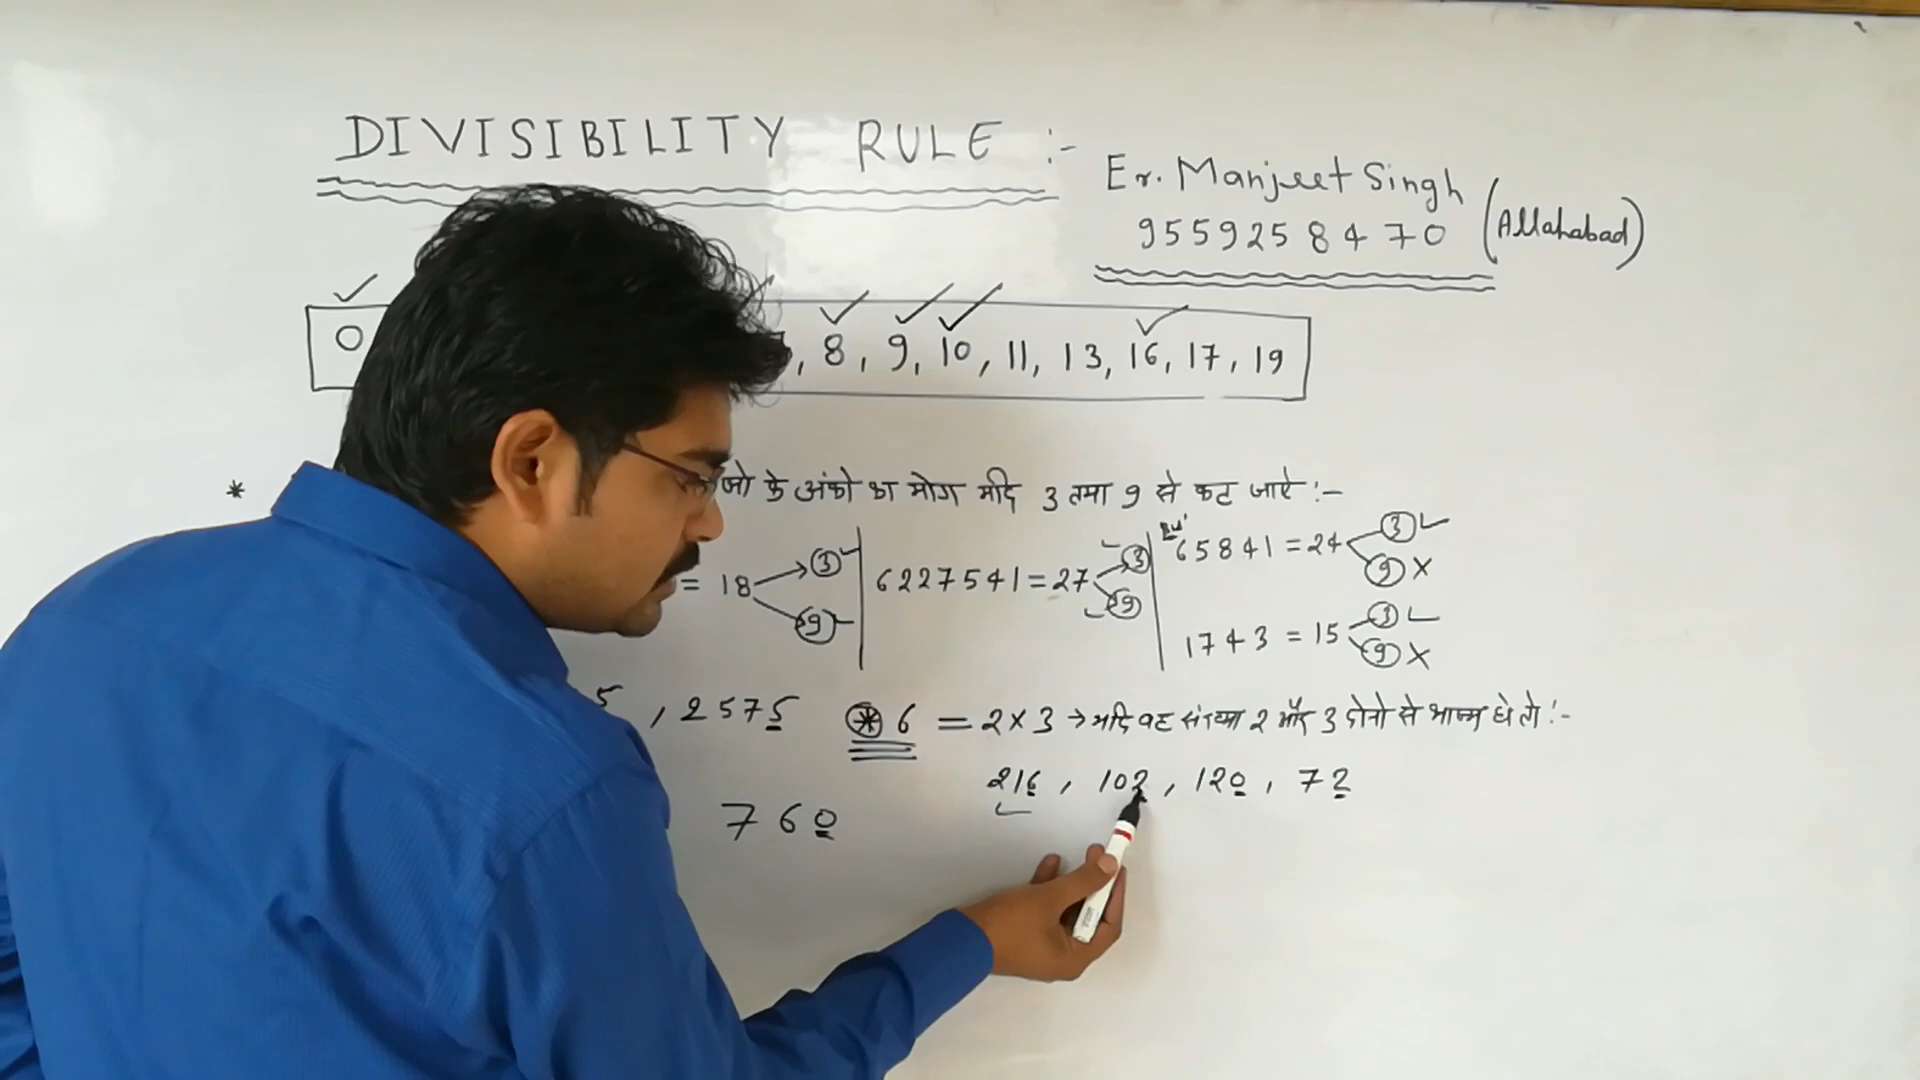 DIVISIBILITY RULE :-
Er. Manjeet Singh
9559258470 (Allahabad)
0
, 8, 9, 10, 11, 13, 16, 17, 19
* जो के अंको का योग यदि 3 तथा 9 से कट जाऐ :-
= 18 3 9
6227541 = 27 3 9
65841 = 24 3 9 ×
1743 = 15 3 9 ×
5, 2575
* 6 = 2×3 → यदि वह संख्या 2 और 3 दोनो से भाज्य हो तो :-
216, 102, 120, 72
760